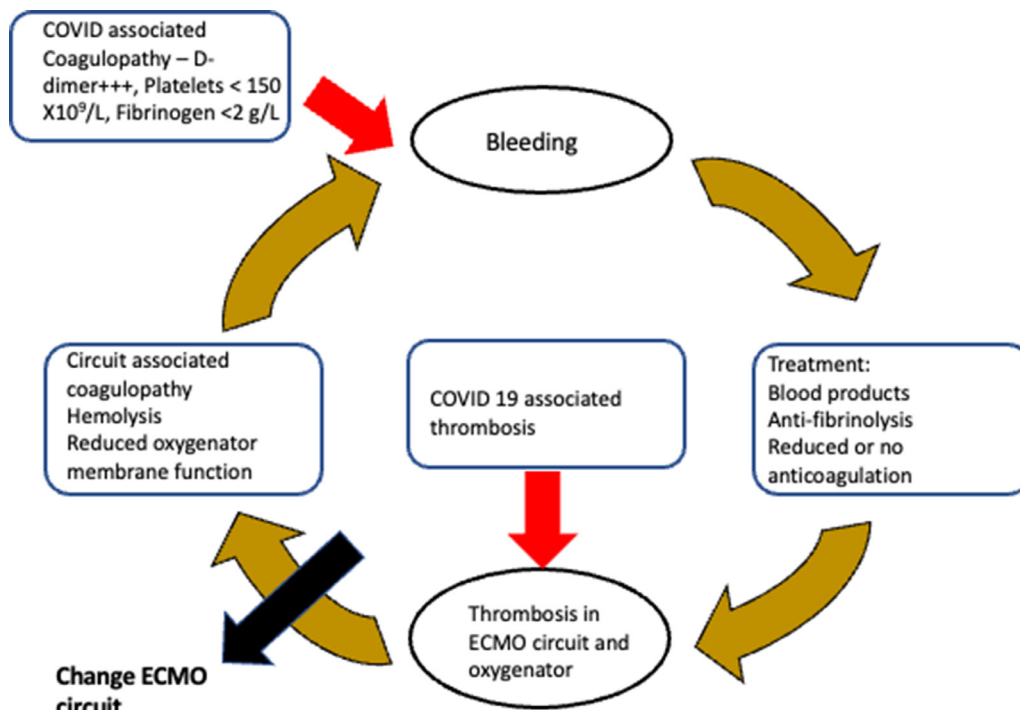 COVID associated
Coagulopathy – D-
dimer+++, Platelets < 150
X10⁹/L, Fibrinogen <2 g/L
Bleeding
Circuit associated
coagulopathy
Hemolysis
Reduced oxygenator
membrane function
COVID 19 associated
thrombosis
Treatment:
Blood products
Anti-fibrinolysis
Reduced or no
anticoagulation
Thrombosis in
ECMO circuit and
oxygenator
Change ECMO
circuit